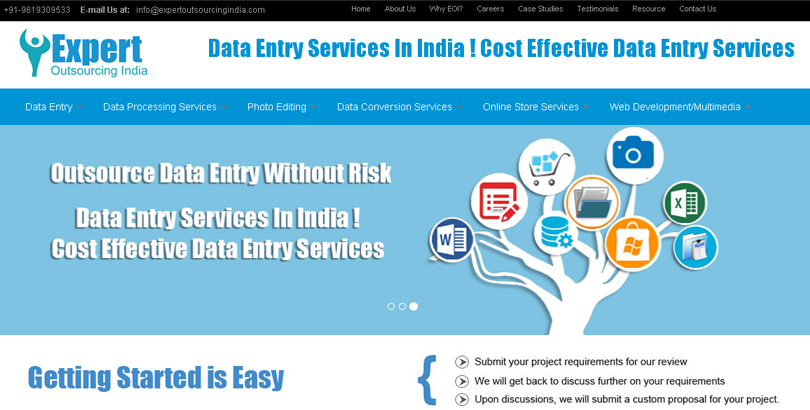 +91-9619309533 E-mail Us at: info@expertoutsourcingindia.com Home About Us Why EOI? Careers Case Studies Testimonials Resource Contact Us
Expert
Outsourcing India
Data Entry Services In India ! Cost Effective Data Entry Services
Data Entry Data Processing Services Photo Editing Data Conversion Services Online Store Services Web Development/Multimedia
Outsource Data Entry Without Risk
Data Entry Services In India !
Cost Effective Data Entry Services
W
X
Getting Started is Easy
Submit your project requirements for our review
We will get back to discuss further on your requirements
Upon discussions, we will submit a custom proposal for your project.